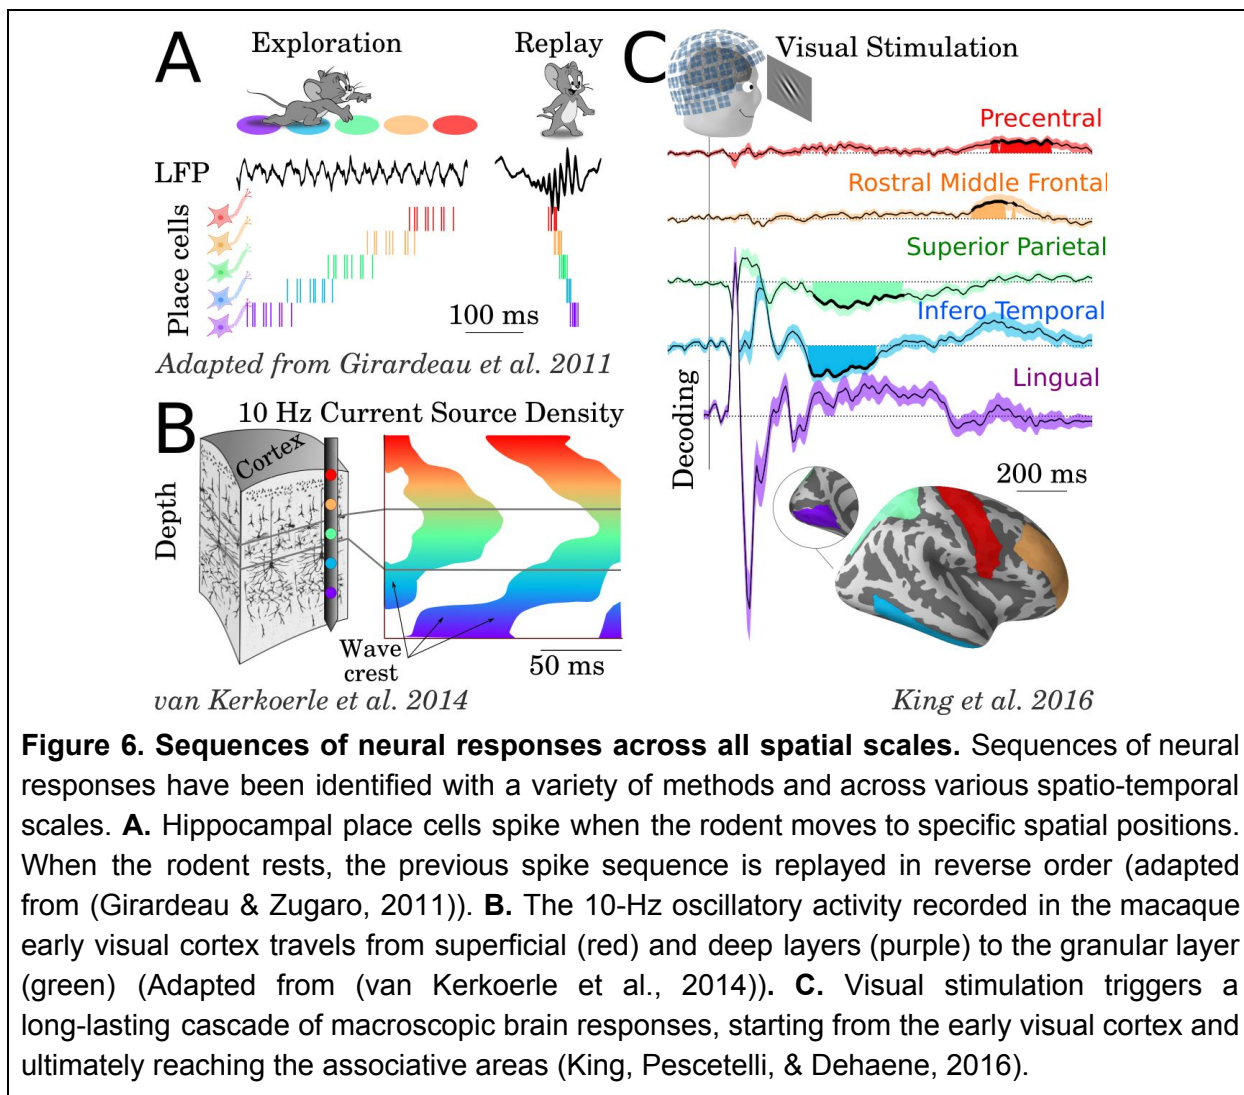 A
Exploration
Replay
LFP
Place cells
100 ms
Adapted from Girardeau et al. 2011
B
10 Hz Current Source Density
Cortex
Depth
Wave
crest
50 ms
van Kerkoerle et al. 2014
C
Visual Stimulation
Precentral
Rostral Middle Frontal
Superior Parietal
Infero Temporal
Lingual
Decoding
200 ms
King et al. 2016
Figure 6. Sequences of neural responses across all spatial scales. Sequences of neural
responses have been identified with a variety of methods and across various spatio-temporal
scales. A. Hippocampal place cells spike when the rodent moves to specific spatial positions.
When the rodent rests, the previous spike sequence is replayed in reverse order (adapted
from (Girardeau & Zugaro, 2011)). B. The 10-Hz oscillatory activity recorded in the macaque
early visual cortex travels from superficial (red) and deep layers (purple) to the granular layer
(green) (Adapted from (van Kerkoerle et al., 2014)). C. Visual stimulation triggers a
long-lasting cascade of macroscopic brain responses, starting from the early visual cortex and
ultimately reaching the associative areas (King, Pescetelli, & Dehaene, 2016).